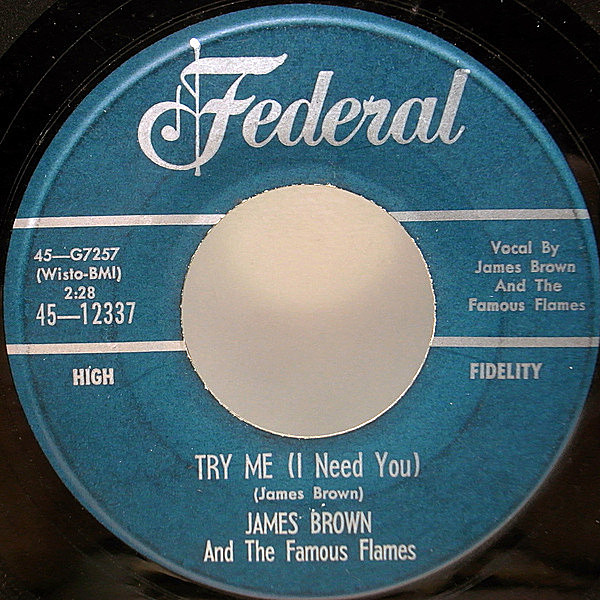 Federal
45—G7257
(Wisto-BMI)
2:28
45—12337
Vocal By
James Brown
And The
Famous Flames
HIGH FIDELITY
TRY ME (I Need You)
(James Brown)
JAMES BROWN
And The Famous Flames